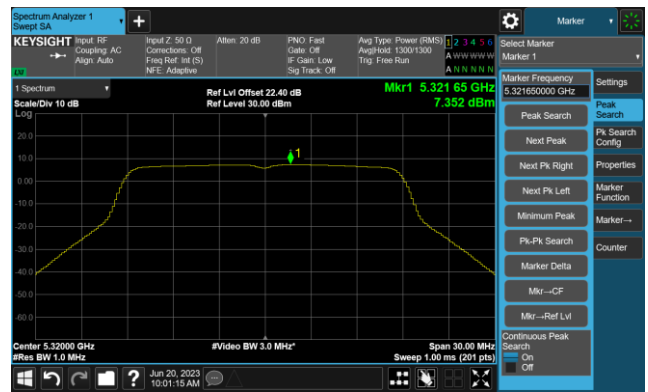 Spectrum Analyzer 1
Swept SA
+
Marker
KEYSIGHT
Input: RF
Coupling: AC
Align: Auto
Input Z: 50 Ω
Corrections: Off
Freq Ref: Int (S)
NFE: Adaptive
Atten: 20 dB
PNO: Fast
Gate: Off
IF Gain: Low
Sig Track: Off
Avg Type: Power (RMS)
Avg|Hold: 1300/1300
Trig: Free Run
1 2 3 4 5 6
A W W W W W
A N N N N N
LXI
Select Marker
Marker 1
1 Spectrum
Scale/Div 10 dB
Log
Ref Lvl Offset 22.40 dB
Ref Level 30.00 dBm
Mkr1 5.321 65 GHz
7.352 dBm
20.0
10.0
0.00
-10.0
-20.0
-30.0
-40.0
-50.0
-60.0
1
Center 5.32000 GHz
#Res BW 1.0 MHz
#Video BW 3.0 MHz*
Span 30.00 MHz
Sweep 1.00 ms (201 pts)
Marker Frequency
5.321650000 GHz
Peak Search
Next Peak
Next Pk Right
Next Pk Left
Minimum Peak
Pk-Pk Search
Marker Delta
Mkr→CF
Mkr→Ref Lvl
Continuous Peak
Search
On
Off
Settings
Peak
Search
Pk Search
Config
Properties
Marker
Function
Marker→
Counter
?
Jun 20, 2023
10:01:15 AM